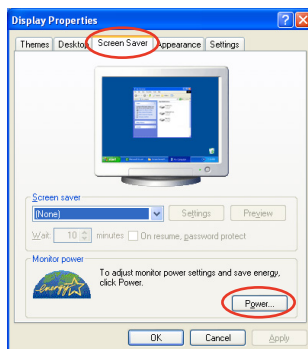 Display Properties
Themes Desktop Screen Saver Appearance Settings
Screen saver
(None) Settings Preview
Wait 10 minutes On resume, password protect
Monitor power
To adjust monitor power settings and save energy,
click Power.
energy
Power...
OK Cancel Apply